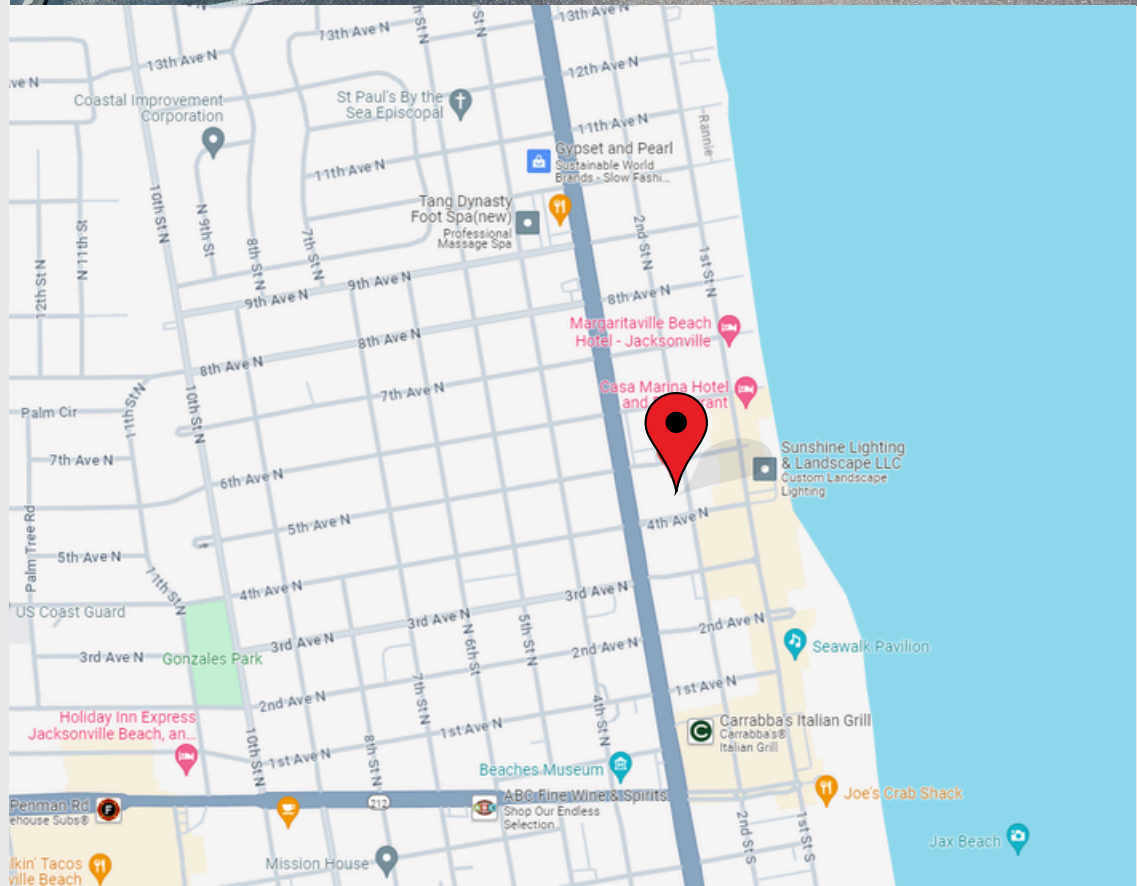 13th Ave N
13th Ave N
13th Ave N
12th Ave N
ve N
Coastal Improvement
Corporation
St Paul's By the
Sea Episcopal
11th Ave N
11th Ave N
Rannie
Gypset and Pearl
Sustainable World
Brands - Slow Fashi...
Tang Dynasty
Foot Spa(new)
Professional
Massage Spa
10th St N
N 9th St
8th St N
7th St N
N 11th St
12th St N
2nd St N
1st St N
9th Ave N
9th Ave N
8th Ave N
8th Ave N
8th Ave N
Margaritaville Beach
Hotel - Jacksonville
Casa Marina Hotel
7th Ave N
Palm Cir
11th St N
10th St N
7th Ave N
6th Ave N
Sunshine Lighting
& Landscape LLC
Custom Landscape
Lighting
Palm Tree Rd
5th Ave N
5th Ave N
4th Ave N
11th St N
4th Ave N
3rd Ave N
US Coast Guard
3rd Ave N
3rd Ave N
N 6th St
5th St N
2nd Ave N
2nd Ave N
Seawalk Pavilion
3rd Ave N
Gonzales Park
2nd Ave N
7th St N
4th St N
1st Ave N
Holiday Inn Express
Jacksonville Beach, an...
10th St N
1st Ave N
8th St N
1st Ave N
Carrabba's Italian Grill
Carrabba's®
Italian Grill
Beaches Museum
Penman Rd
ehouse Subs®
212
ABC Fine Wine & Spirits
Shop Our Endless
Selection
Joe's Crab Shack
2nd St S
1st St S
Jax Beach
Mission House
lkin' Tacos
ville Beach